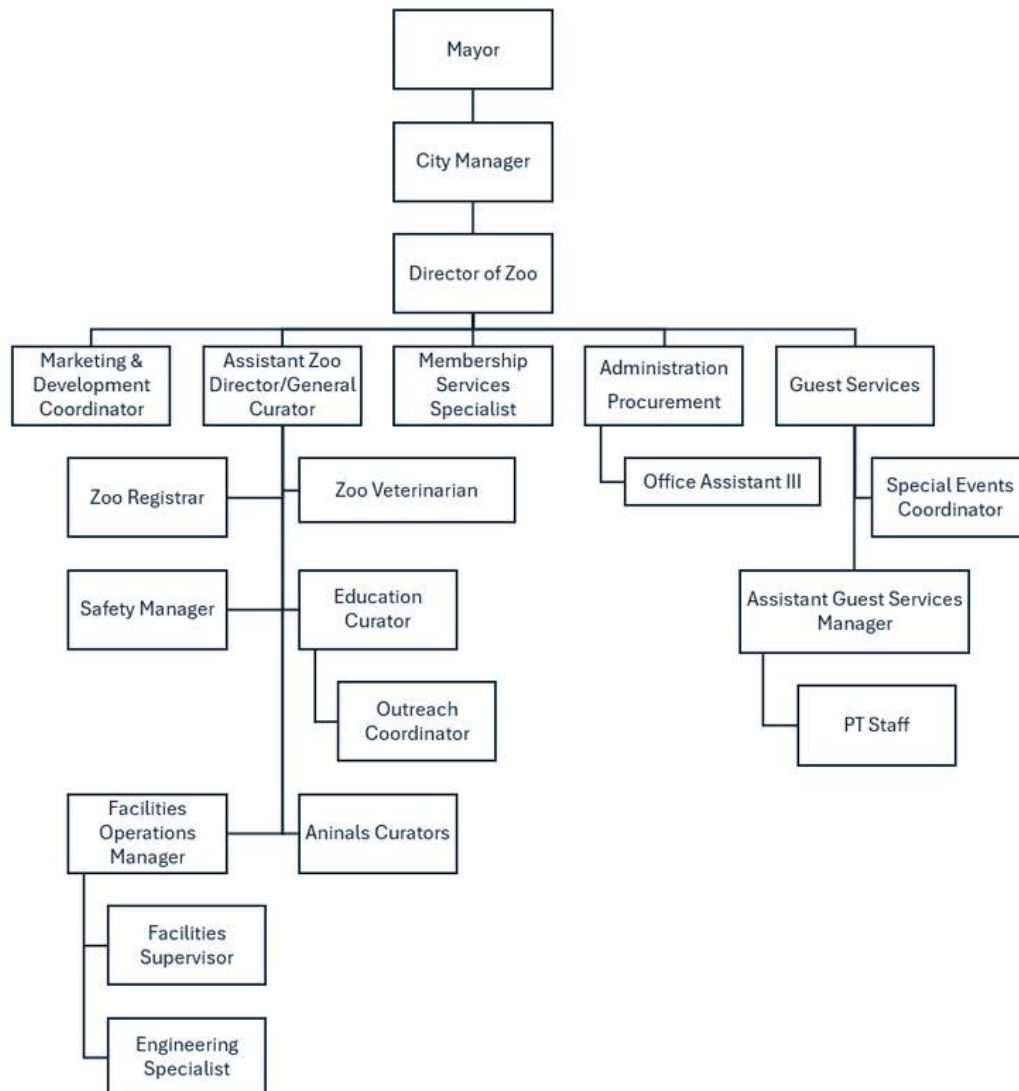 Mayor
City Manager
Director of Zoo
Marketing &
Development
Coordinator
Assistant Zoo
Director/General
Curator
Membership
Services
Specialist
Administration
Procurement
Guest Services
Zoo Registrar
Zoo Veterinarian
Office Assistant III
Special Events
Coordinator
Safety Manager
Education
Curator
Assistant Guest Services
Manager
Outreach
Coordinator
PT Staff
Facilities
Operations
Manager
Aninals Curators
Facilities
Supervisor
Engineering
Specialist